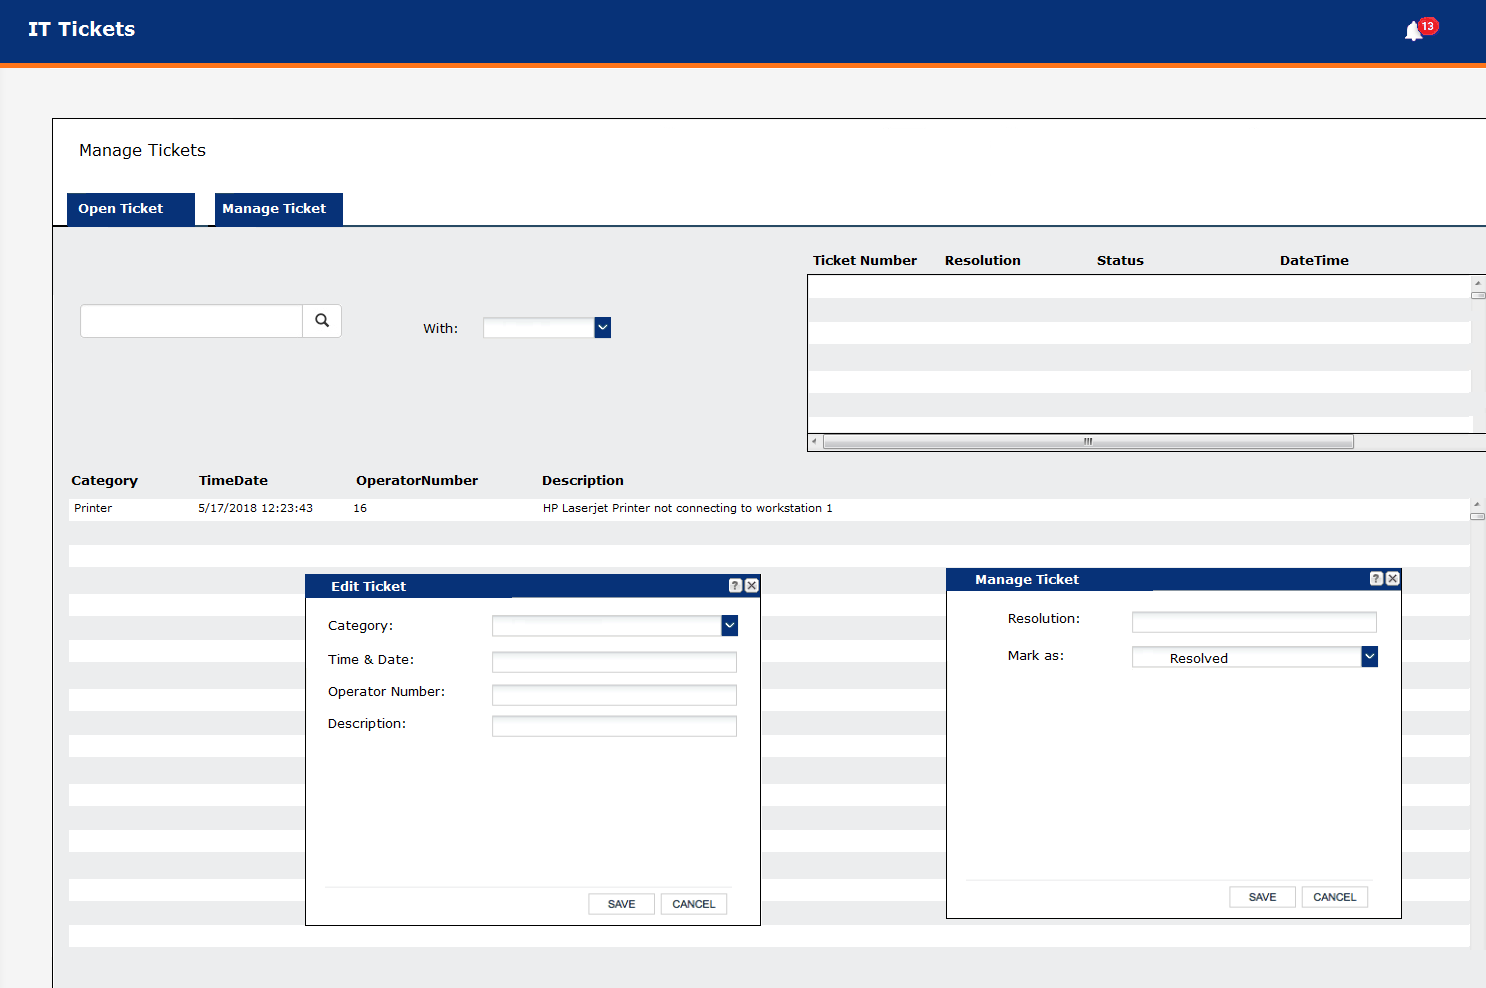 IT Tickets
13
Manage Tickets
Open Ticket Manage Ticket
Ticket Number Resolution Status DateTime
With:
Category TimeDate OperatorNumber Description
Printer 5/17/2018 12:23:43 16 HP Laserjet Printer not connecting to workstation 1
Edit Ticket ?
Category:
Time & Date:
Operator Number:
Description:
SAVE CANCEL
Manage Ticket ?
Resolution:
Mark as: Resolved
SAVE CANCEL